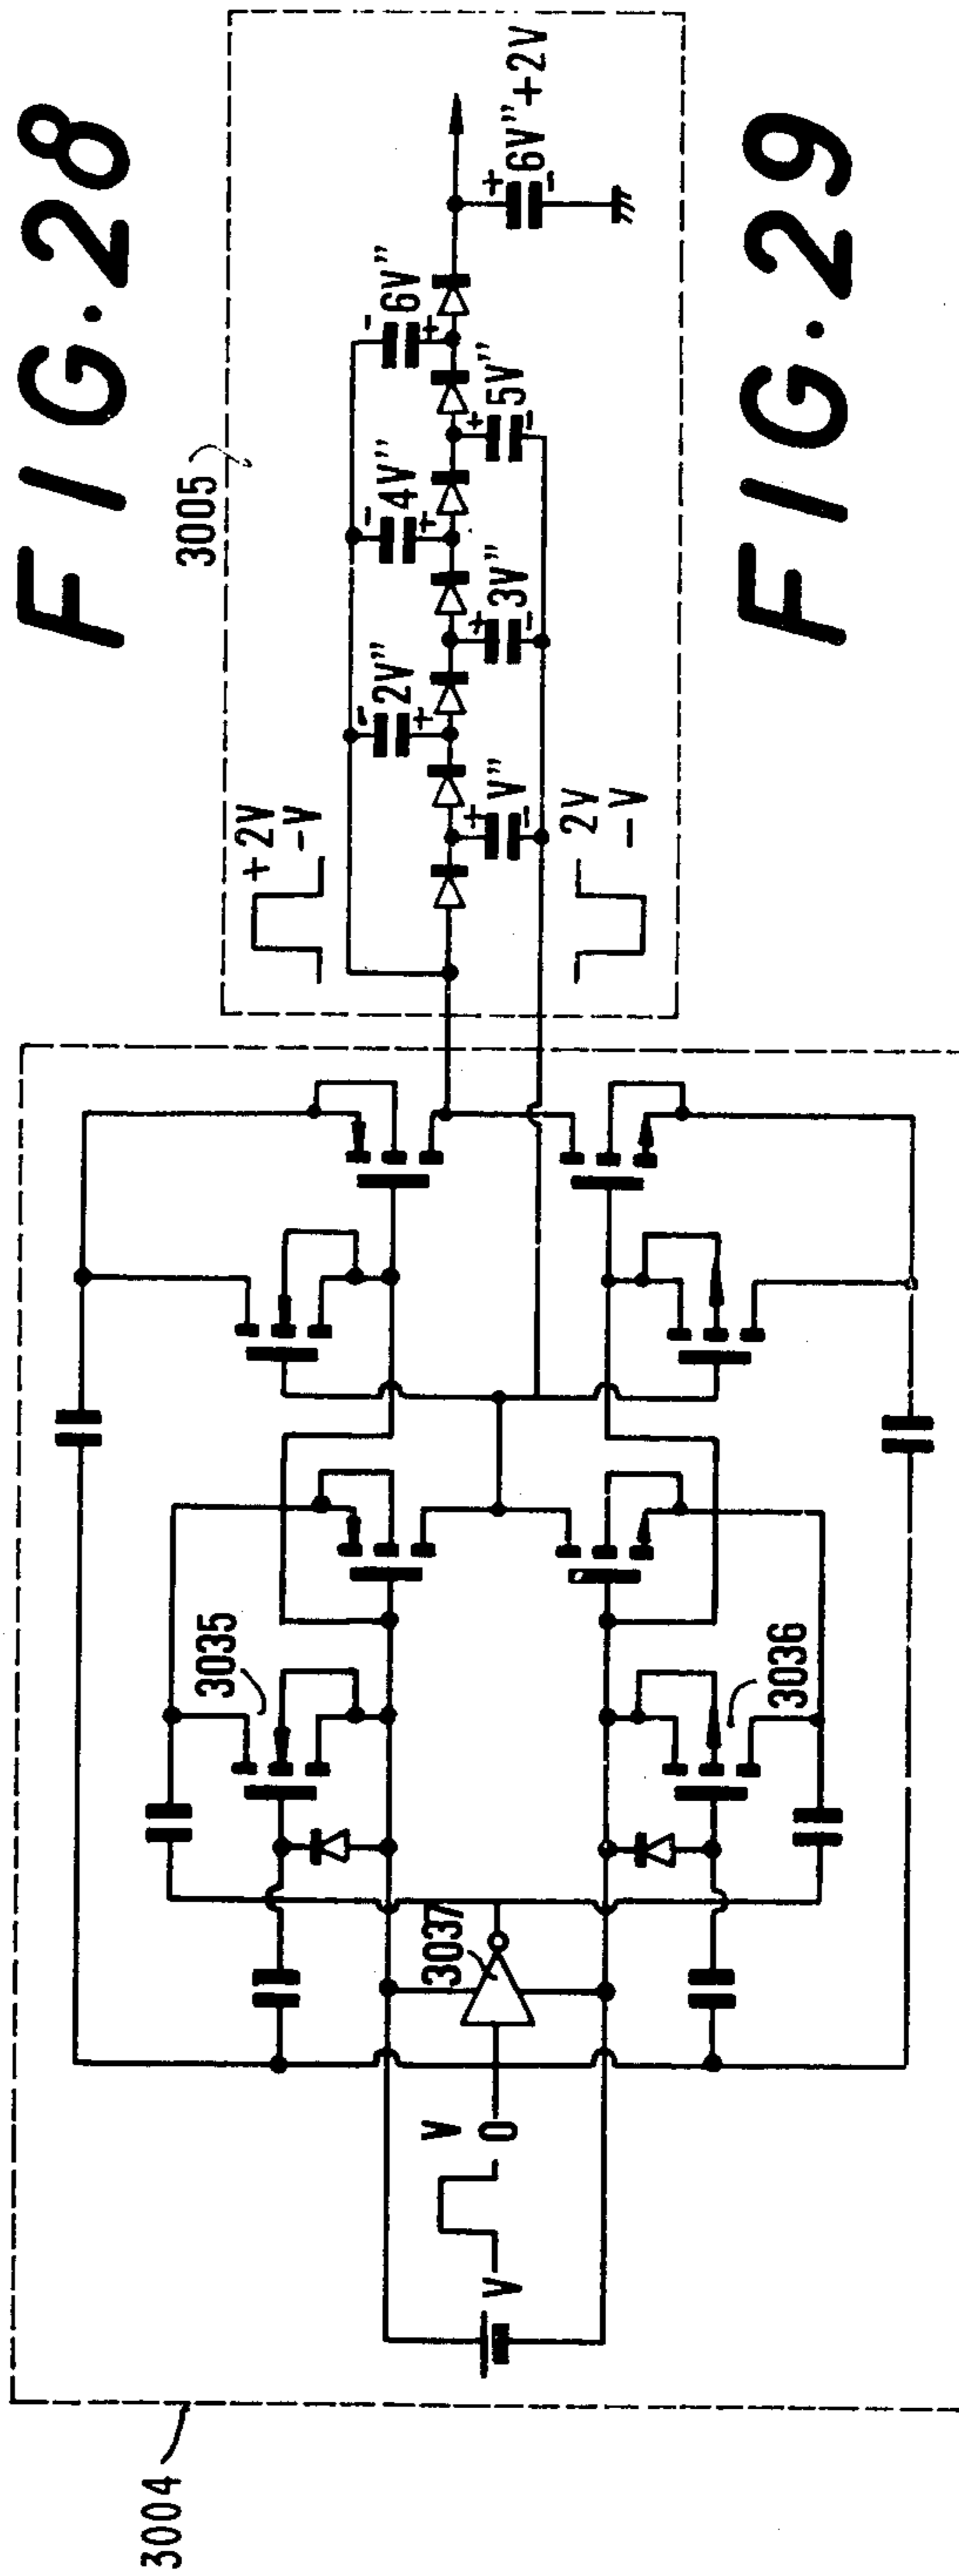 FIG.28
FIG.29
3004
3005
3035
3036
3037
V
V
0
+2V
-V
2V
-V
V"
2V"
3V"
4V"
5V"
6V"
6V"+2V
+
-
+
-
+
-
+
-
+
-
+
-
+
-